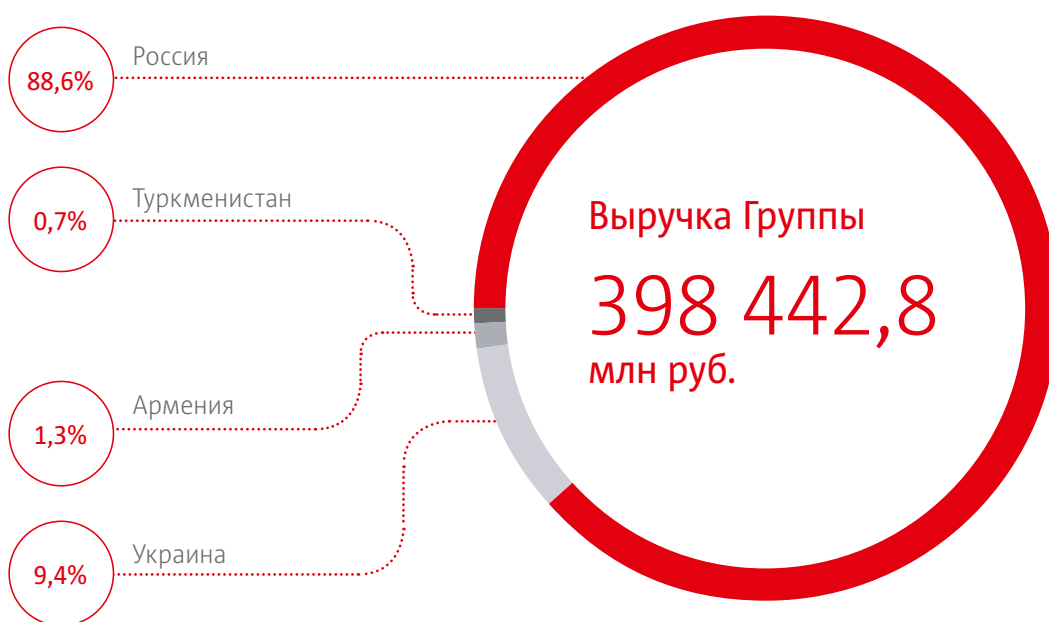 Россия
88,6%
Туркменистан
0,7%
Армения
1,3%
Украина
9,4%
Выручка Группы
398 442,8
млн руб.